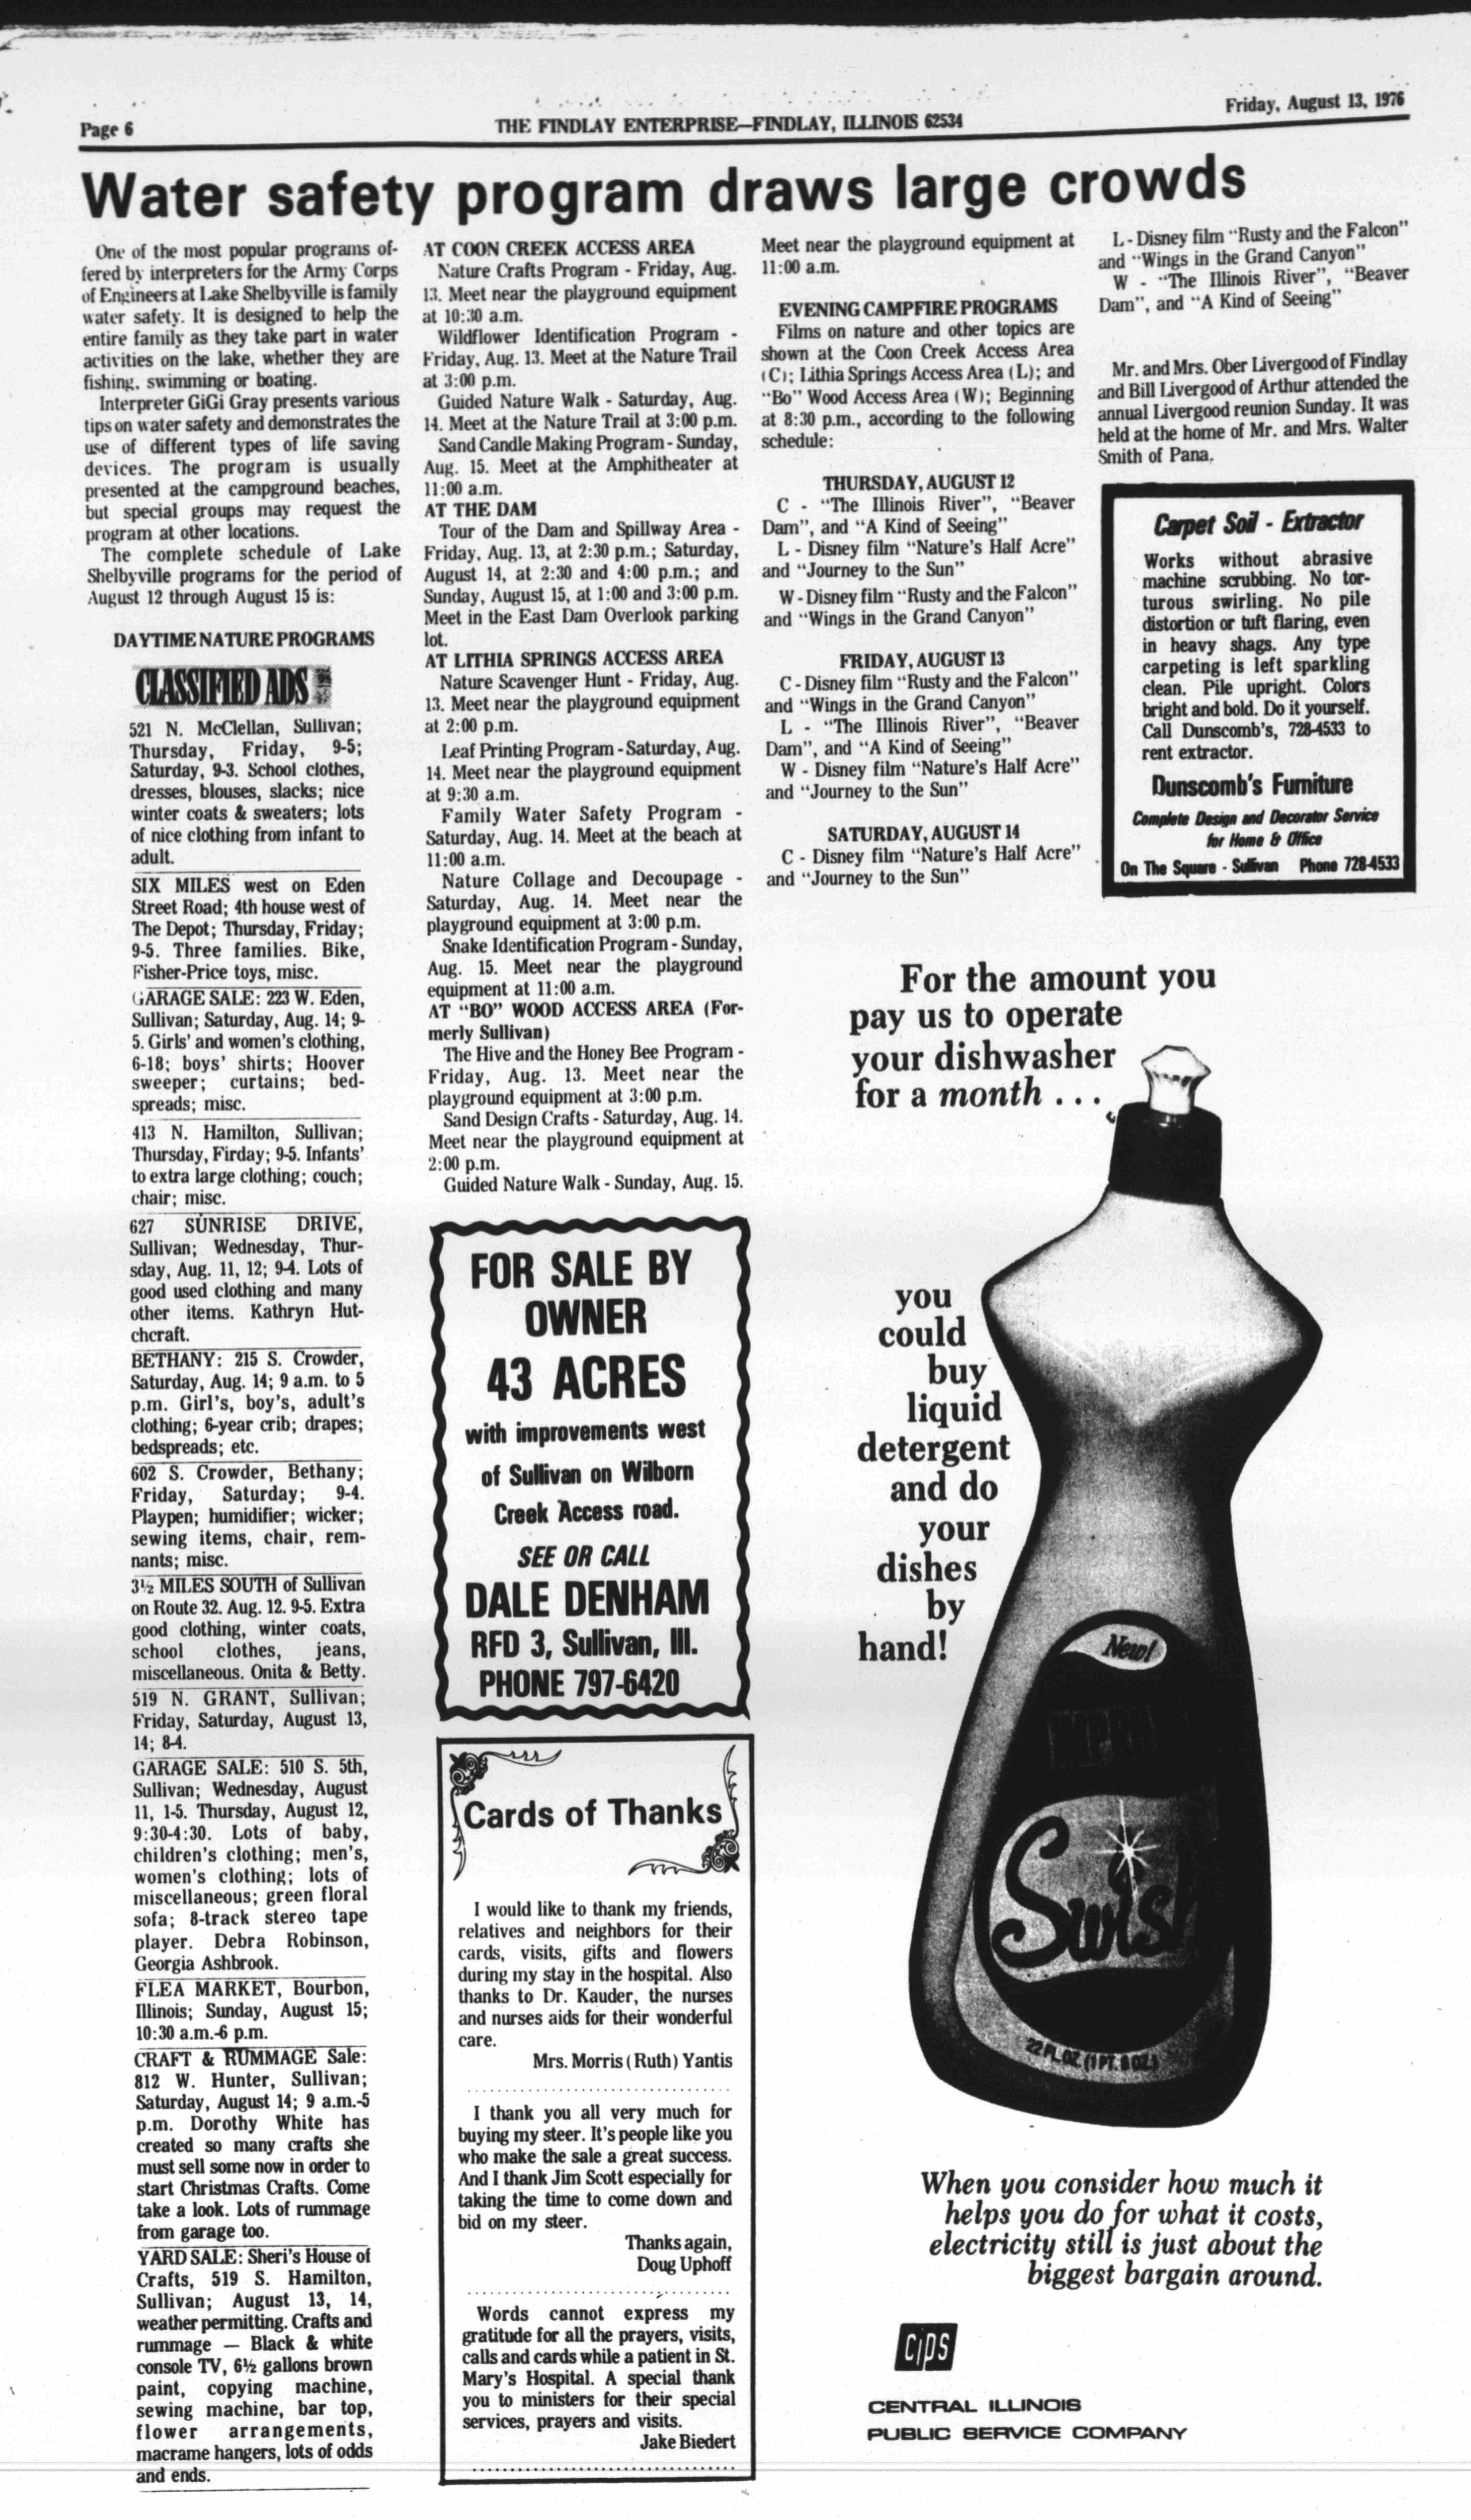 Page 6
THE FINDLAY ENTERPRISE—FINDLAY, ILLINOIS 62534
Friday, August 13, 1976
Water safety program draws large crowds
One of the most popular programs of-
fered by interpreters for the Army Corps
of Engineers at Lake Shelbyville is family
water safety. It is designed to help the
entire family as they take part in water
activities on the lake, whether they are
fishing, swimming or boating.
Interpreter GiGi Gray presents various
tips on water safety and demonstrates the
use of different types of life saving
devices. The program is usually
presented at the campground beaches,
but special groups may request the
program at other locations.
The complete schedule of Lake
Shelbyville programs for the period of
August 12 through August 15 is:
DAYTIME NATURE PROGRAMS
AT COON CREEK ACCESS AREA
Nature Crafts Program - Friday, Aug.
13. Meet near the playground equipment
at 10:30 a.m.
Wildflower Identification Program -
Friday, Aug. 13. Meet at the Nature Trail
at 3:00 p.m.
Guided Nature Walk - Saturday, Aug.
14. Meet at the Nature Trail at 3:00 p.m.
Sand Candle Making Program - Sunday,
Aug. 15. Meet at the Amphitheater at
11:00 a.m.
AT THE DAM
Tour of the Dam and Spillway Area -
Friday, Aug. 13, at 2:30 p.m.; Saturday,
August 14, at 2:30 and 4:00 p.m.; and
Sunday, August 15, at 1:00 and 3:00 p.m.
Meet in the East Dam Overlook parking
lot.
AT LITHIA SPRINGS ACCESS AREA
Nature Scavenger Hunt - Friday, Aug.
13. Meet near the playground equipment
at 2:00 p.m.
Leaf Printing Program - Saturday, Aug.
14. Meet near the playground equipment
at 9:30 a.m.
Family Water Safety Program -
Saturday, Aug. 14. Meet at the beach at
11:00 a.m.
Nature Collage and Decoupage -
Saturday, Aug. 14. Meet near the
playground equipment at 3:00 p.m.
Snake Identification Program - Sunday,
Aug. 15. Meet near the playground
equipment at 11:00 a.m.
AT "BO" WOOD ACCESS AREA (For-
merly Sullivan)
The Hive and the Honey Bee Program -
Friday, Aug. 13. Meet near the
playground equipment at 3:00 p.m.
Sand Design Crafts - Saturday, Aug. 14.
Meet near the playground equipment at
2:00 p.m.
Guided Nature Walk - Sunday, Aug. 15.
Meet near the playground equipment at
11:00 a.m.
EVENING CAMPFIRE PROGRAMS
Films on nature and other topics are
shown at the Coon Creek Access Area
(C); Lithia Springs Access Area (L); and
"Bo" Wood Access Area (W); Beginning
at 8:30 p.m., according to the following
schedule:
THURSDAY, AUGUST 12
C - "The Illinois River", "Beaver
Dam", and "A Kind of Seeing"
L - Disney film "Nature's Half Acre"
and "Journey to the Sun"
W - Disney film "Rusty and the Falcon"
and "Wings in the Grand Canyon"
FRIDAY, AUGUST 13
C - Disney film "Rusty and the Falcon"
and "Wings in the Grand Canyon"
L - "The Illinois River", "Beaver
Dam", and "A Kind of Seeing"
W - Disney film "Nature's Half Acre"
and "Journey to the Sun"
SATURDAY, AUGUST 14
C - Disney film "Nature's Half Acre"
and "Journey to the Sun"
L - Disney film "Rusty and the Falcon"
and "Wings in the Grand Canyon"
W - "The Illinois River", "Beaver
Dam", and "A Kind of Seeing"
Mr. and Mrs. Ober Livergood of Findlay
and Bill Livergood of Arthur attended the
annual Livergood reunion Sunday. It was
held at the home of Mr. and Mrs. Walter
Smith of Pana.
CLASSIFIED ADS
521 N. McClellan, Sullivan;
Thursday, Friday, 9-5;
Saturday, 9-3. School clothes,
dresses, blouses, slacks; nice
winter coats & sweaters; lots
of nice clothing from infant to
adult.
SIX MILES west on Eden
Street Road; 4th house west of
The Depot; Thursday, Friday;
9-5. Three families. Bike,
Fisher-Price toys, misc.
GARAGE SALE: 223 W. Eden,
Sullivan; Saturday, Aug. 14; 9-
5. Girls' and women's clothing,
6-18; boys' shirts; Hoover
sweeper; curtains; bed-
spreads; misc.
413 N. Hamilton, Sullivan;
Thursday, Firday; 9-5. Infants'
to extra large clothing; couch;
chair; misc.
627 SUNRISE DRIVE,
Sullivan; Wednesday, Thur-
sday, Aug. 11, 12; 9-4. Lots of
good used clothing and many
other items. Kathryn Hut-
chcraft.
BETHANY: 215 S. Crowder,
Saturday, Aug. 14; 9 a.m. to 5
p.m. Girl's, boy's, adult's
clothing; 6-year crib; drapes;
bedspreads; etc.
602 S. Crowder, Bethany;
Friday, Saturday; 9-4.
Playpen; humidifier; wicker;
sewing items, chair, rem-
nants; misc.
3½ MILES SOUTH of Sullivan
on Route 32. Aug. 12. 9-5. Extra
good clothing, winter coats,
school clothes, jeans,
miscellaneous. Onita & Betty.
519 N. GRANT, Sullivan;
Friday, Saturday, August 13,
14; 8-4.
GARAGE SALE: 510 S. 5th,
Sullivan; Wednesday, August
11, 1-5. Thursday, August 12,
9:30-4:30. Lots of baby,
children's clothing; men's,
women's clothing; lots of
miscellaneous; green floral
sofa; 8-track stereo tape
player. Debra Robinson,
Georgia Ashbrook.
FLEA MARKET, Bourbon,
Illinois; Sunday, August 15;
10:30 a.m.-6 p.m.
CRAFT & RUMMAGE Sale:
812 W. Hunter, Sullivan;
Saturday, August 14; 9 a.m.-5
p.m. Dorothy White has
created so many crafts she
must sell some now in order to
start Christmas Crafts. Come
take a look. Lots of rummage
from garage too.
YARD SALE: Sheri's House of
Crafts, 519 S. Hamilton,
Sullivan; August 13, 14,
weather permitting. Crafts and
rummage — Black & white
console TV, 6½ gallons brown
paint, copying machine,
sewing machine, bar top,
flower arrangements,
macrame hangers, lots of odds
and ends.
FOR SALE BY
OWNER
43 ACRES
with improvements west
of Sullivan on Wilborn
Creek Access road.
SEE OR CALL
DALE DENHAM
RFD 3, Sullivan, Ill.
PHONE 797-6420
Cards of Thanks
I would like to thank my friends,
relatives and neighbors for their
cards, visits, gifts and flowers
during my stay in the hospital. Also
thanks to Dr. Kauder, the nurses
and nurses aids for their wonderful
care.
Mrs. Morris (Ruth) Yantis
I thank you all very much for
buying my steer. It's people like you
who make the sale a great success.
And I thank Jim Scott especially for
taking the time to come down and
bid on my steer.
Thanks again,
Doug Uphoff
Words cannot express my
gratitude for all the prayers, visits,
calls and cards while a patient in St.
Mary's Hospital. A special thank
you to ministers for their special
services, prayers and visits.
Jake Biedert
Carpet Soil - Extractor
Works without abrasive
machine scrubbing. No tor-
turous swirling. No pile
distortion or tuft flaring, even
in heavy shags. Any type
carpeting is left sparkling
clean. Pile upright. Colors
bright and bold. Do it yourself.
Call Dunscomb's, 728-4533 to
rent extractor.
Dunscomb's Furniture
Complete Design and Decorator Service
for Home & Office
On The Square - Sullivan Phone 728-4533
For the amount you
pay us to operate
your dishwasher
for a month . . .
you
could
buy
liquid
detergent
and do
your
dishes
by
hand!
New!
Swish
22 FL. OZ. (1 PT. 6 OZ.)
When you consider how much it
helps you do for what it costs,
electricity still is just about the
biggest bargain around.
CIPS
CENTRAL ILLINOIS
PUBLIC SERVICE COMPANY